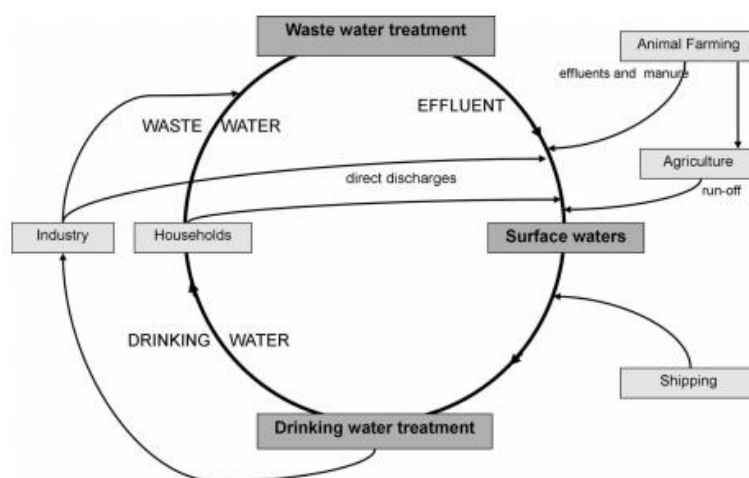 Waste water treatment
Animal Farming
effluents and manure
EFFLUENT
WASTE WATER
Agriculture
direct discharges
run-off
Industry
Households
Surface waters
DRINKING WATER
Shipping
Drinking water treatment